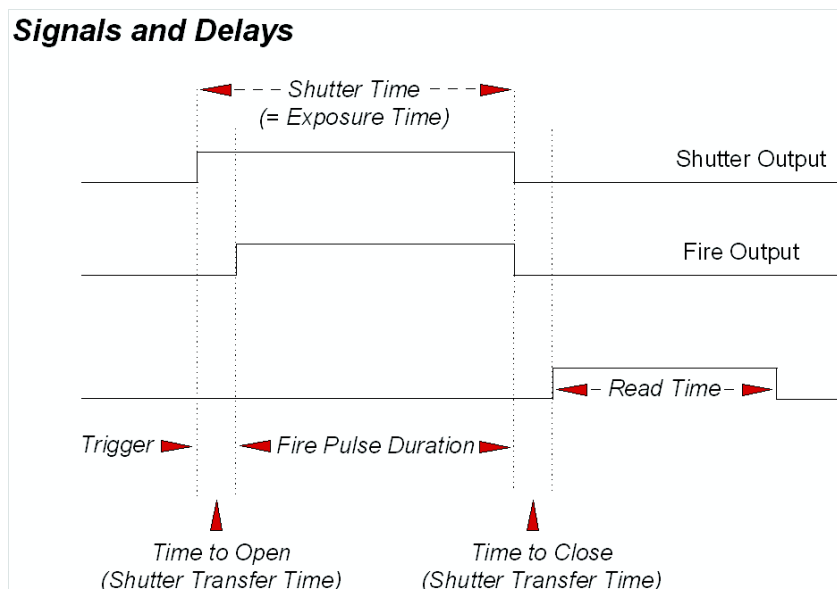 Signals and Delays
Shutter Time
(= Exposure Time)
Shutter Output
Fire Output
Read Time
Trigger
Fire Pulse Duration
Time to Open
(Shutter Transfer Time)
Time to Close
(Shutter Transfer Time)